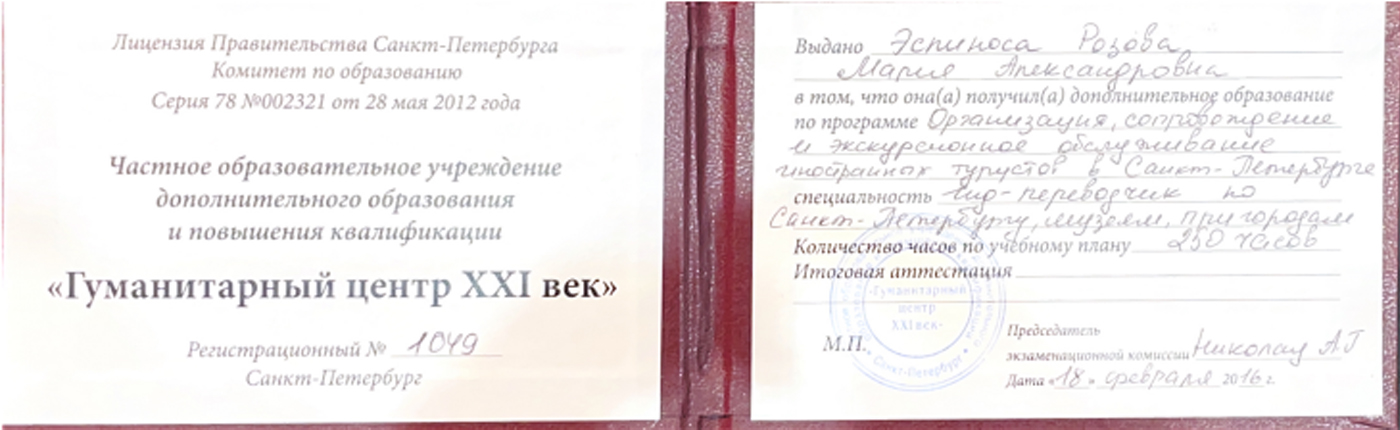 Лицензия Правительства Санкт-Петербурга
Комитет по образованию
Серия 78 №002321 от 28 мая 2012 года
Частное образовательное учреждение
дополнительного образования
и повышения квалификации
«Гуманитарный центр XXI век»
Регистрационный № 1049
Санкт-Петербург
Выдано Эспиноса Розова
Мария Александровна
в том, что она(а) получил(а) дополнительное образование
по программе Организация, сопровождение
и экскурсионное обслуживание
иностранных туристов в Санкт-Петербурге
специальность Гид-переводчик по
Санкт-Петербургу, музеям, пригородам
Количество часов по учебному плану 250 часов
Итоговая аттестация
«Гуманитарный
центр
XXI век»
Санкт-Петербург
М.П.
Председатель
экзаменационной комиссии А Г
Дата «18» февраля 2016 г.